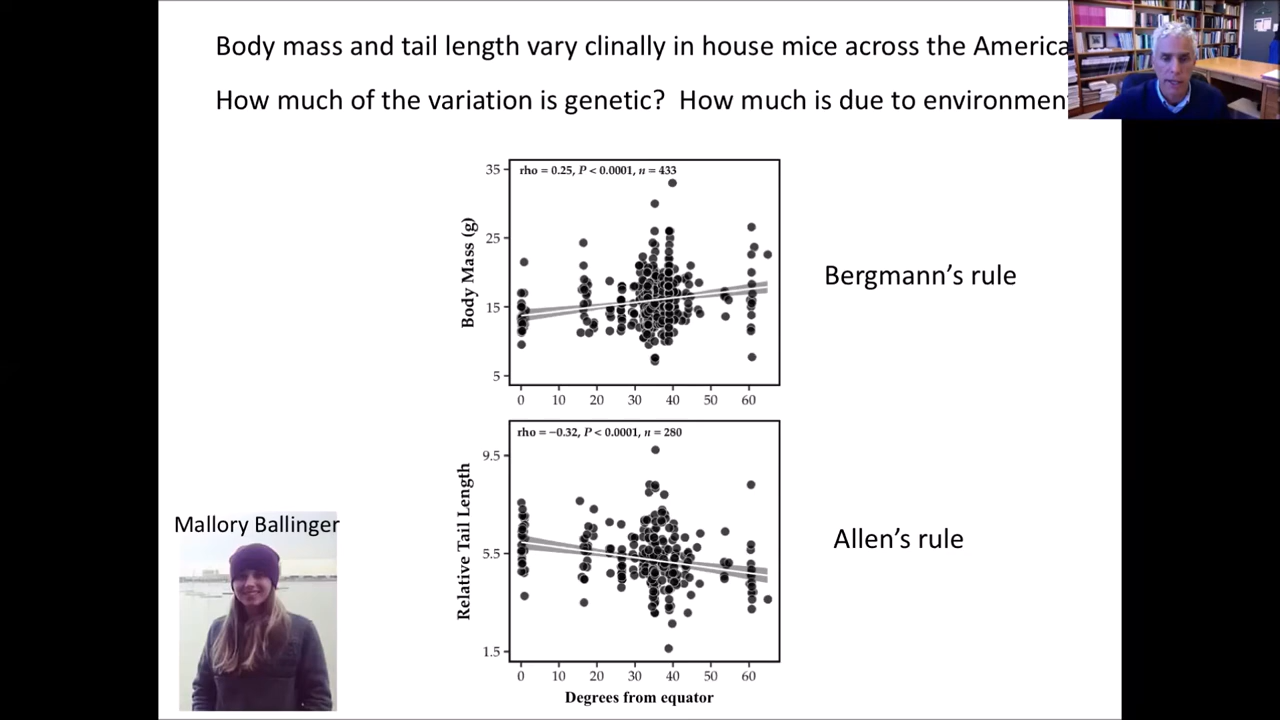 Body mass and tail length vary clinally in house mice across the America
How much of the variation is genetic? How much is due to environmen
rho = 0.25, P < 0.0001, n = 433
35
25
15
5
Body Mass (g)
0 10 20 30 40 50 60
Bergmann's rule
rho = −0.32, P < 0.0001, n = 280
9.5
5.5
1.5
Relative Tail Length
0 10 20 30 40 50 60
Degrees from equator
Allen's rule
Mallory Ballinger